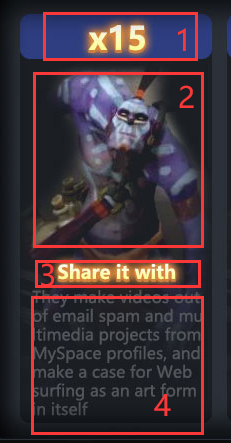 x15
1
2
3
Share it with
They make videos out
of email spam and mu
ltimedia projects from
MySpace profiles, and
make a case for Web
surfing as an art form
in itself
4